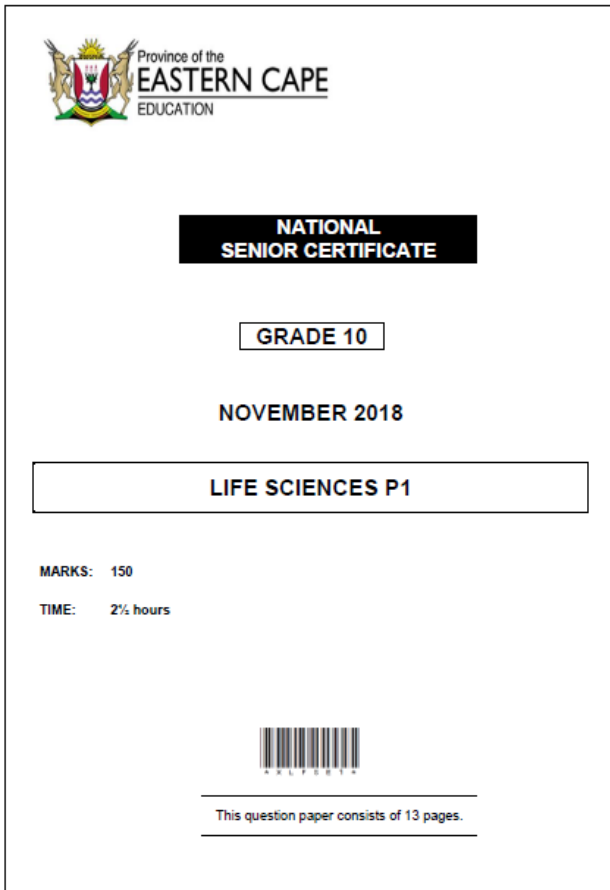 Province of the
EASTERN CAPE
EDUCATION
NATIONAL
SENIOR CERTIFICATE
GRADE 10
NOVEMBER 2018
LIFE SCIENCES P1
MARKS: 150
TIME: 2½ hours
This question paper consists of 13 pages.